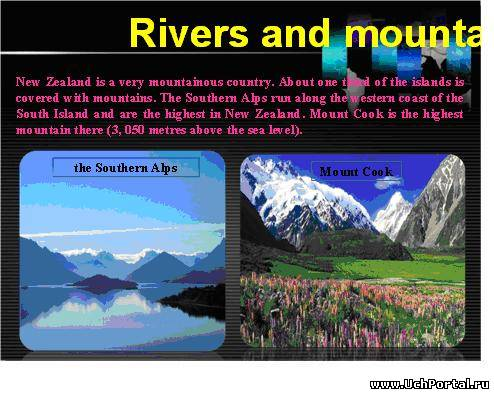 Rivers and mounta
New Zealand is a very mountainous country. About one third of the islands is
covered with mountains. The Southern Alps run along the western coast of the
South Island and are the highest in New Zealand. Mount Cook is the highest
mountain there (3, 050 metres above the sea level).
the Southern Alps
Mount Cook
www.UchPortal.ru